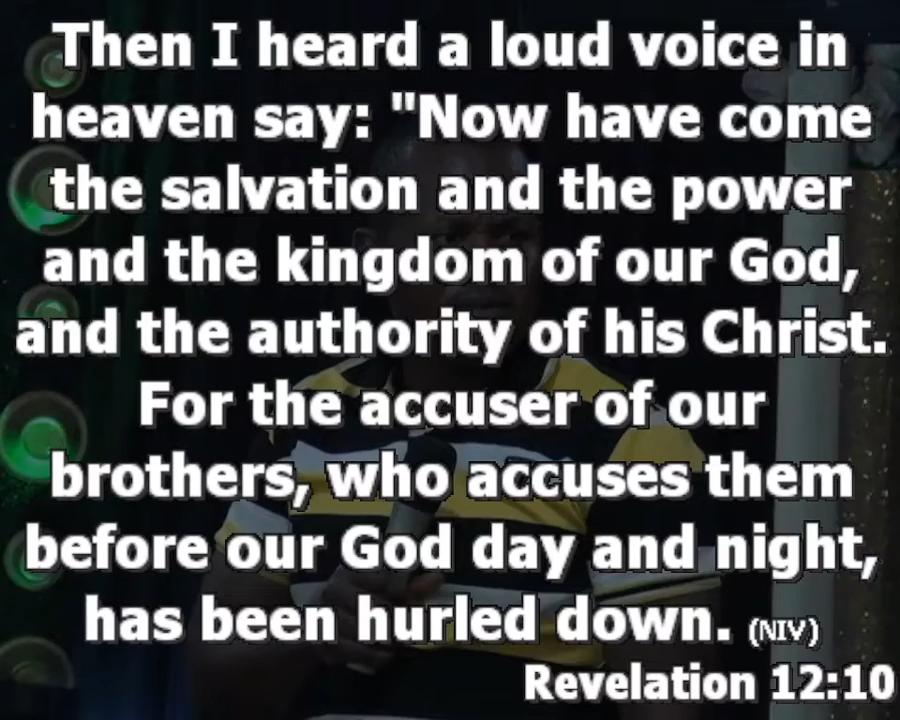 Then I heard a loud voice in
heaven say: "Now have come
the salvation and the power
and the kingdom of our God,
and the authority of his Christ.
For the accuser of our
brothers, who accuses them
before our God day and night,
has been hurled down. (NIV)
Revelation 12:10